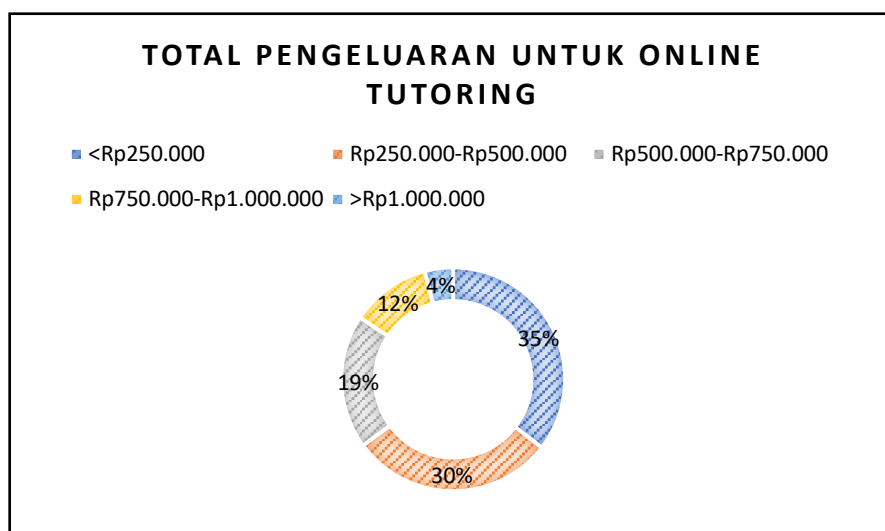 TOTAL PENGELUARAN UNTUK ONLINE
TUTORING
<Rp250.000 Rp250.000-Rp500.000 Rp500.000-Rp750.000
Rp750.000-Rp1.000.000 >Rp1.000.000
4%
12%
35%
19%
30%